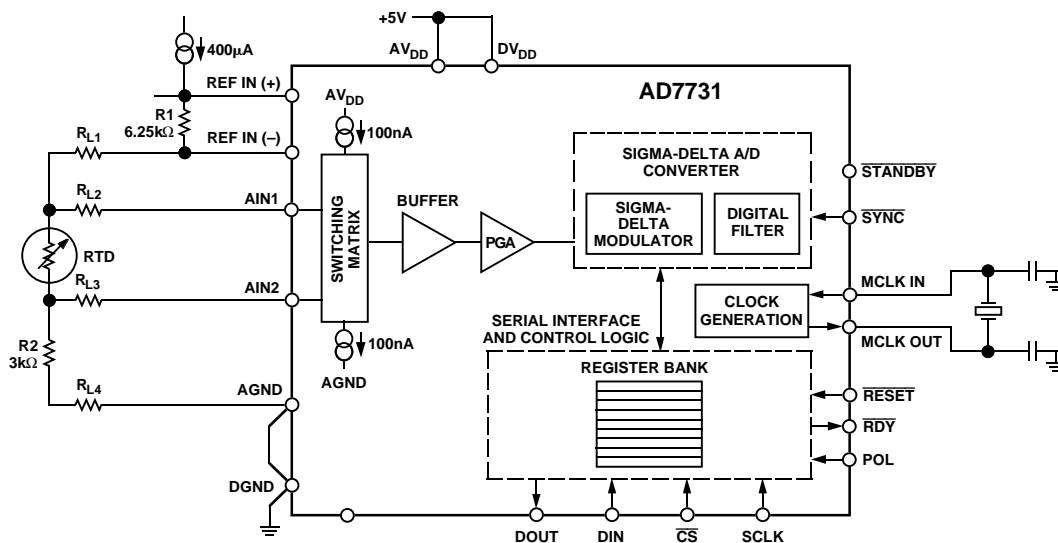 +5V
AVDD
DVDD
400μA
REF IN (+)
R1
6.25kΩ
REF IN (–)
RL1
RL2
AIN1
RTD
RL3
AIN2
R2
3kΩ
RL4
AGND
DGND
AD7731
AVDD
100nA
SWITCHING
MATRIX
100nA
AGND
BUFFER
PGA
SIGMA-DELTA A/D
CONVERTER
SIGMA-
DELTA
MODULATOR
DIGITAL
FILTER
SERIAL INTERFACE
AND CONTROL LOGIC
REGISTER BANK
CLOCK
GENERATION
STANDBY
SYNC
MCLK IN
MCLK OUT
RESET
RDY
POL
DOUT
DIN
CS
SCLK